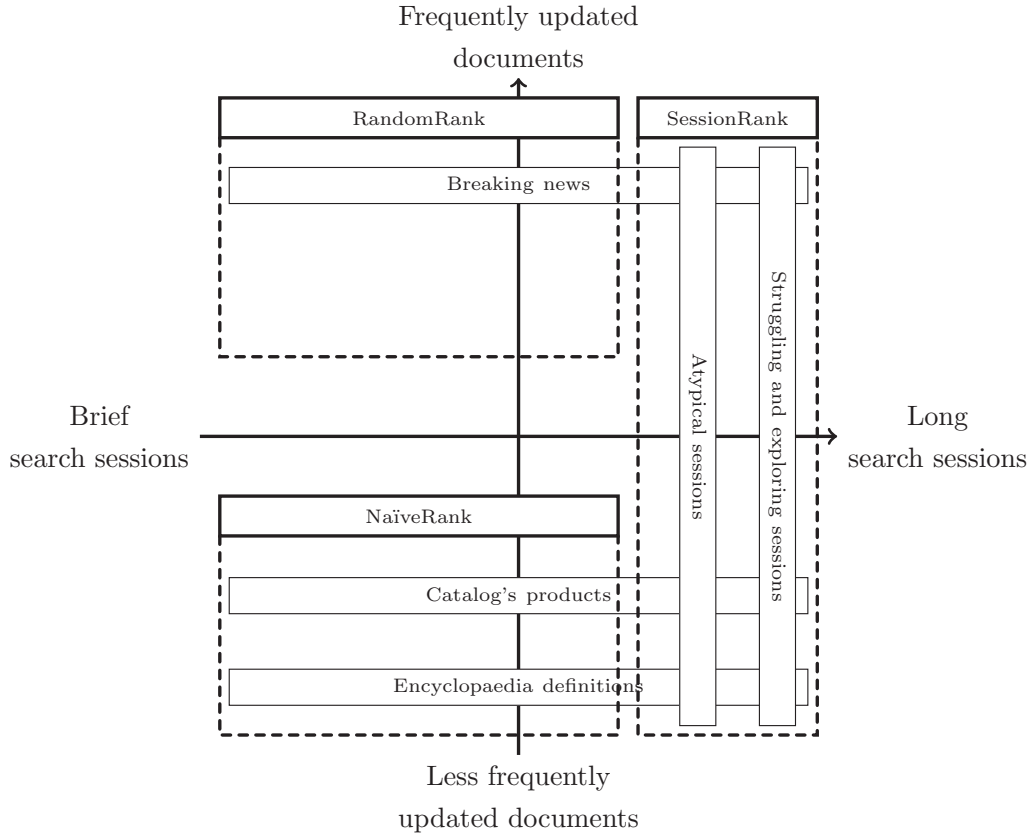 Frequently updated
documents
RandomRank
SessionRank
Breaking news
Struggling and exploring sessions
Atypical sessions
Brief
search sessions
Long
search sessions
NaïveRank
Catalog's products
Encyclopaedia definitions
Less frequently
updated documents